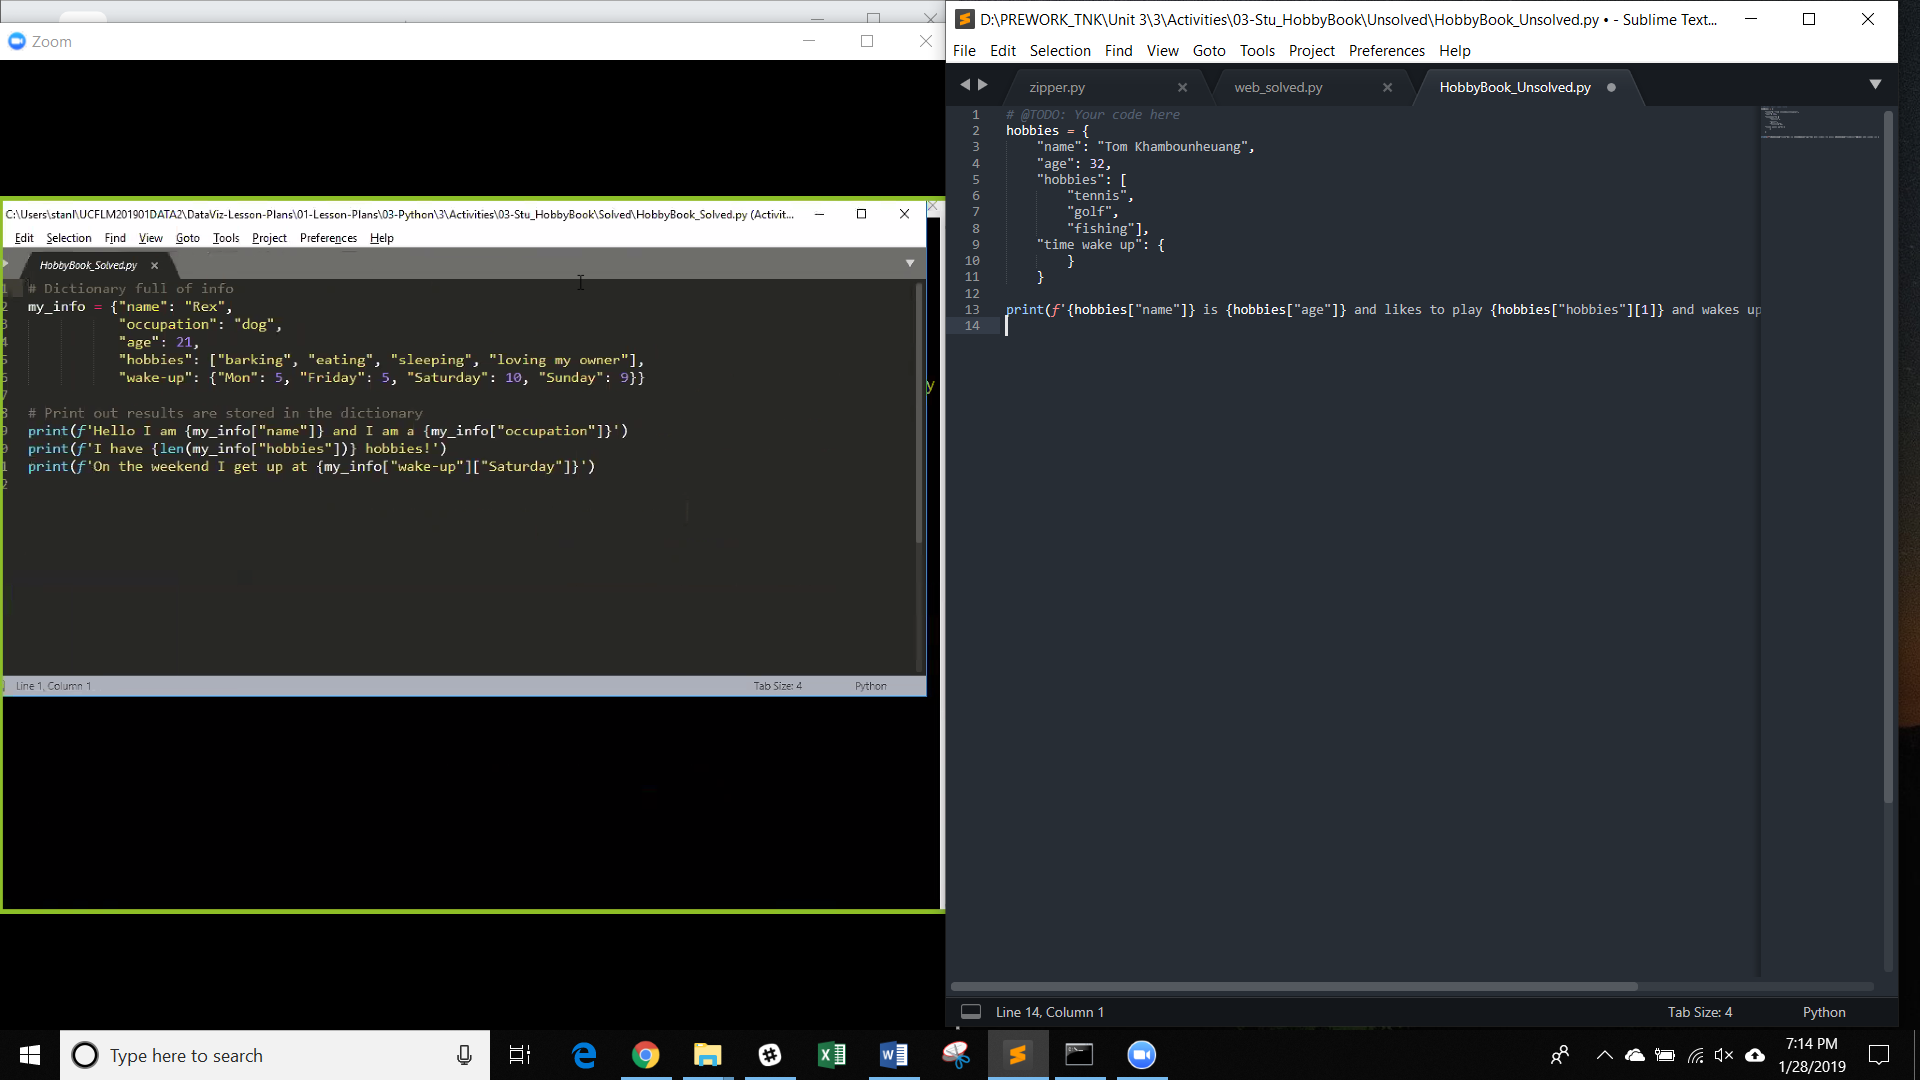 Zoom
C:\Users\stanl\UCFLM201901DATA2\DataViz-Lesson-Plans\01-Lesson-Plans\03-Python\3\Activities\03-Stu_HobbyBook\Solved\HobbyBook_Solved.py (Activit...
Edit Selection Find View Goto Tools Project Preferences Help
HobbyBook_Solved.py
# Dictionary full of info
my_info = {"name": "Rex",
"occupation": "dog",
"age": 21,
"hobbies": ["barking", "eating", "sleeping", "loving my owner"],
"wake-up": {"Mon": 5, "Friday": 5, "Saturday": 10, "Sunday": 9}}
# Print out results are stored in the dictionary
print(f'Hello I am {my_info["name"]} and I am a {my_info["occupation"]}')
print(f'I have {len(my_info["hobbies"])} hobbies!')
print(f'On the weekend I get up at {my_info["wake-up"]["Saturday"]}')
y
Line 1, Column 1 Tab Size: 4 Python
D:\PREWORK_TNK\Unit 3\3\Activities\03-Stu_HobbyBook\Unsolved\HobbyBook_Unsolved.py • - Sublime Text...
File Edit Selection Find View Goto Tools Project Preferences Help
zipper.py web_solved.py HobbyBook_Unsolved.py
1 # @TODO: Your code here
2 hobbies = {
3 "name": "Tom Khambounheuang",
4 "age": 32,
5 "hobbies": [
6 "tennis",
7 "golf",
8 "fishing"],
9 "time wake up": {
10 }
11 }
12
13 print(f'{hobbies["name"]} is {hobbies["age"]} and likes to play {hobbies["hobbies"][1]} and wakes up
14
Line 14, Column 1 Tab Size: 4 Python
Type here to search
7:14 PM
1/28/2019